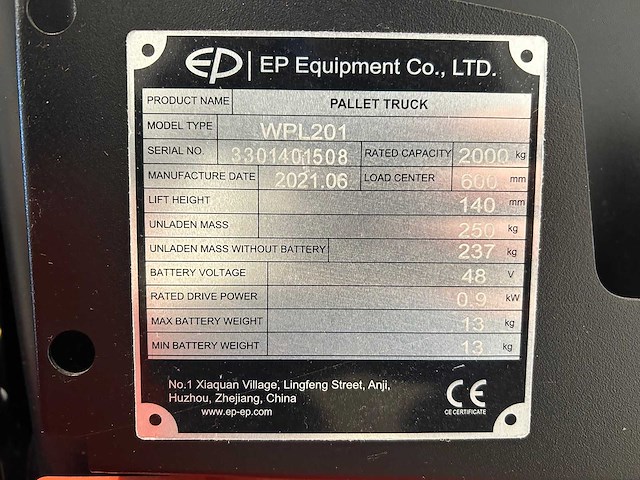 EP EP Equipment Co., LTD.
PRODUCT NAME PALLET TRUCK
MODEL TYPE WPL201
SERIAL NO. 3301401508 RATED CAPACITY 2000 kg
MANUFACTURE DATE 2021.06 LOAD CENTER 600 mm
LIFT HEIGHT 140 mm
UNLADEN MASS 250 kg
UNLADEN MASS WITHOUT BATTERY 237 kg
BATTERY VOLTAGE 48 V
RATED DRIVE POWER 0.9 kW
MAX BATTERY WEIGHT 13 kg
MIN BATTERY WEIGHT 13 kg
No.1 Xiaquan Village, Lingfeng Street, Anji,
Huzhou, Zhejiang, China
www.ep-ep.com
CE
CE CERTIFICATE